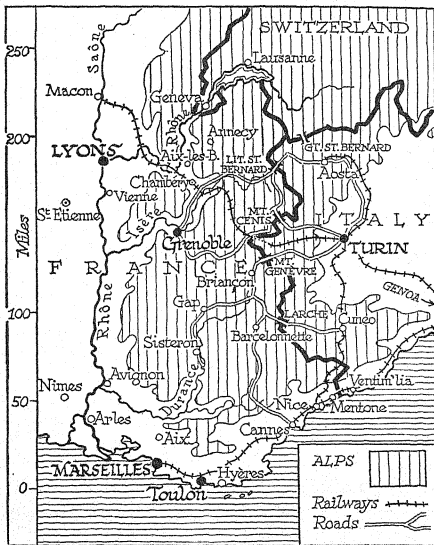 250
200
Miles
100
50
0
SWITZERLAND
Saône
Lausanne
Macon
Geneva
Rhône
Annecy
LYONS
Aix-les-B.
LIT. ST.
BERNARD
GT. ST. BERNARD
Aosta
Chambéry
Vienne
Isère
St Etienne
MT.
CENIS
ITALY
Grenoble
TURIN
FRANCE
MT.
GENÈVRE
Briançon
GENOA
Rhône
Gap
LARCHE
Cuneo
Barcelonnette
Sisteron
Durance
Avignon
Nimes
Ventim'lia
Nice
Mentone
Arles
Cannes
Aix
MARSEILLES
Hyères
Toulon
ALPS
Railways
Roads